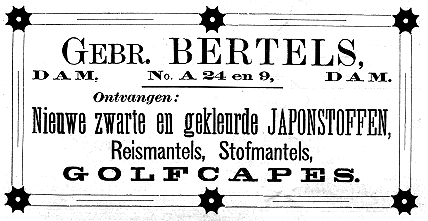 GEBR. BERTELS,
DAM, No. A 24 en 9, DAM.
Ontvangen:
Nieuwe zwarte en gekleurde JAPONSTOFFEN,
Reismantels, Stofmantels,
GOLFCAPES.